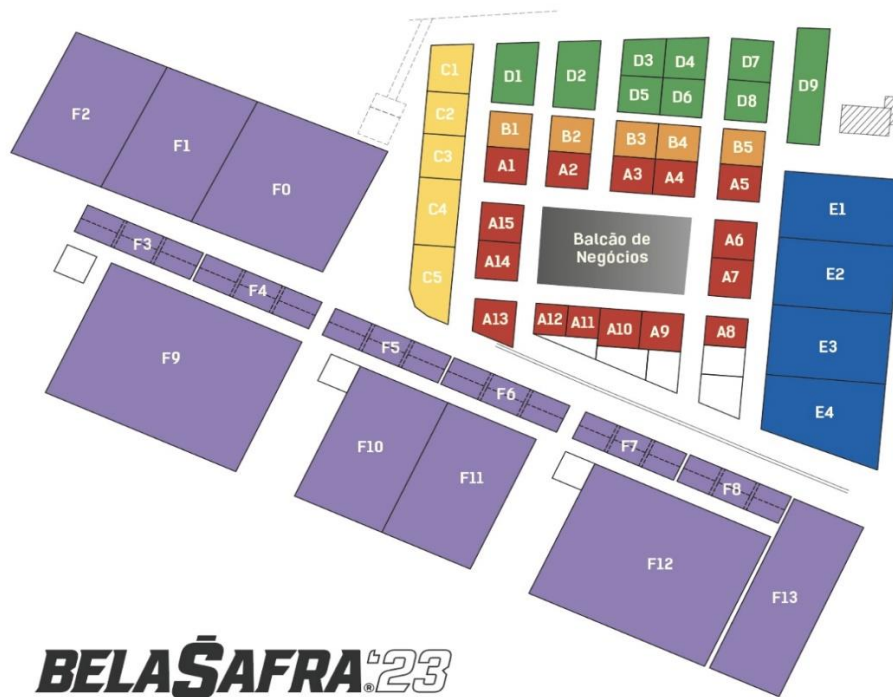 F2
F1
F0
F3
F4
F9
F5
F6
F10
F11
F7
F8
F12
F13
C1
C2
C3
C4
C5
D1
D2
D3
D4
D5
D6
D7
D8
D9
B1
B2
B3
B4
B5
A1
A2
A3
A4
A5
A15
A14
Balcão de
Negócios
A6
A7
A13
A12
A11
A10
A9
A8
E1
E2
E3
E4
BELASAFRA®'23